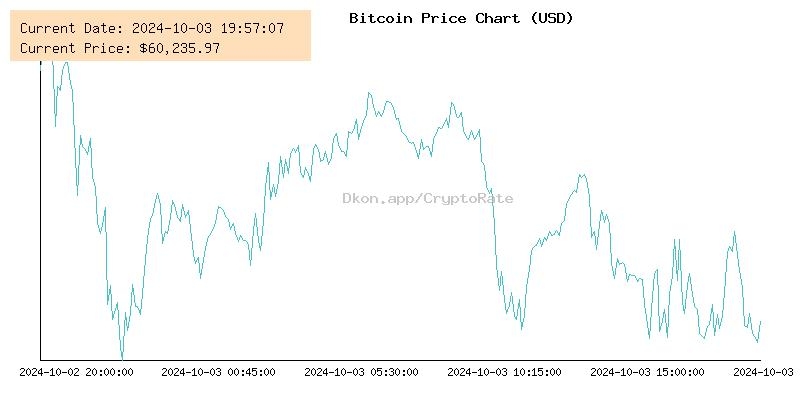 Bitcoin Price Chart (USD)
Current Date: 2024-10-03 19:57:07
Current Price: $60,235.97
Dkon.app/CryptoRate
2024-10-02 20:00:00 2024-10-03 00:45:00 2024-10-03 05:30:00 2024-10-03 10:15:00 2024-10-03 15:00:00 2024-10-03